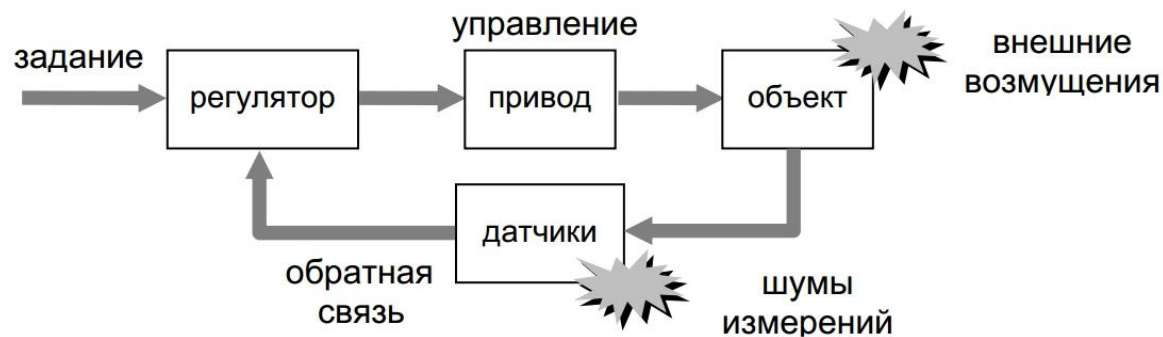 задание
регулятор
управление
привод
объект
внешние
возмущения
датчики
обратная
связь
шумы
измерений